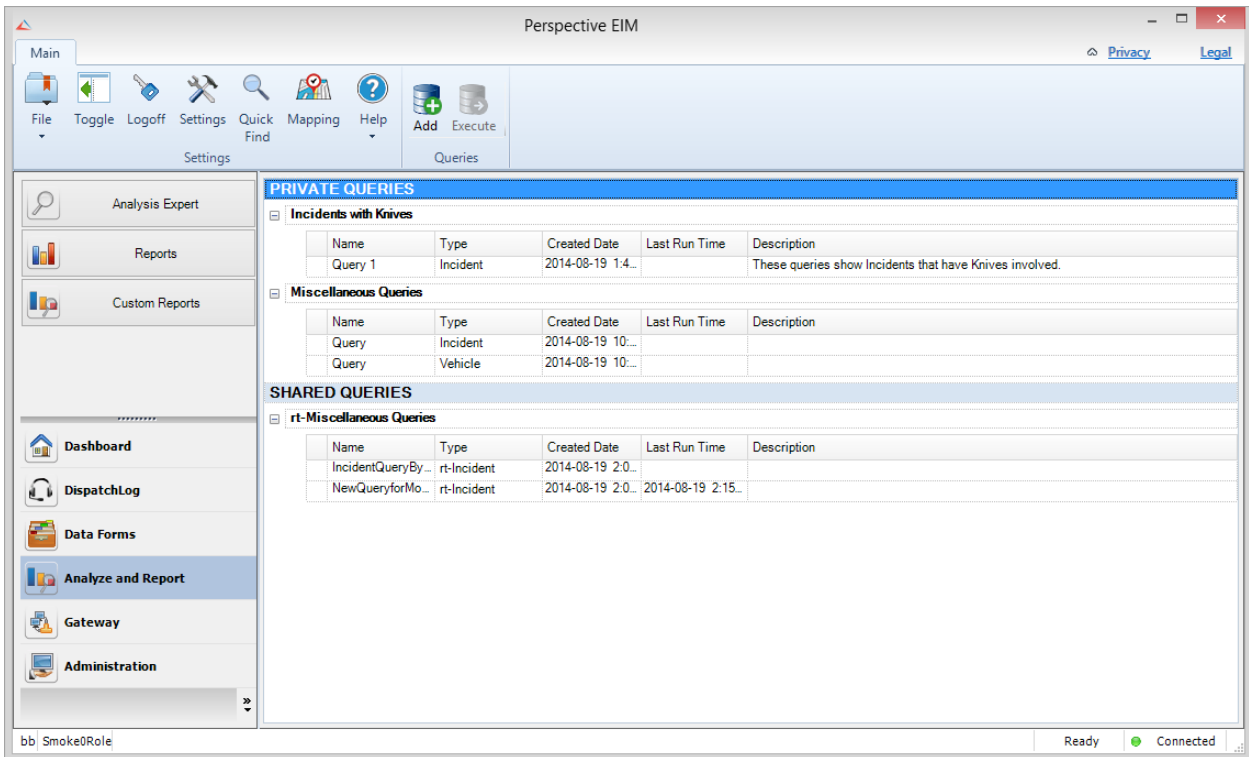 Perspective EIM
Main
Privacy Legal
File Toggle Logoff Settings Quick Find Mapping Help Add Execute
Settings Queries
Analysis Expert
Reports
Custom Reports
Dashboard
DispatchLog
Data Forms
Analyze and Report
Gateway
Administration
PRIVATE QUERIES
Incidents with Knives
Name Type Created Date Last Run Time Description
Query 1 Incident 2014-08-19 1:4... These queries show Incidents that have Knives involved.
Miscellaneous Queries
Name Type Created Date Last Run Time Description
Query Incident 2014-08-19 10:...
Query Vehicle 2014-08-19 10:...
SHARED QUERIES
rt-Miscellaneous Queries
Name Type Created Date Last Run Time Description
IncidentQueryBy... rt-Incident 2014-08-19 2:0...
NewQueryforMo... rt-Incident 2014-08-19 2:0... 2014-08-19 2:15...
bb Smoke0Role Ready Connected